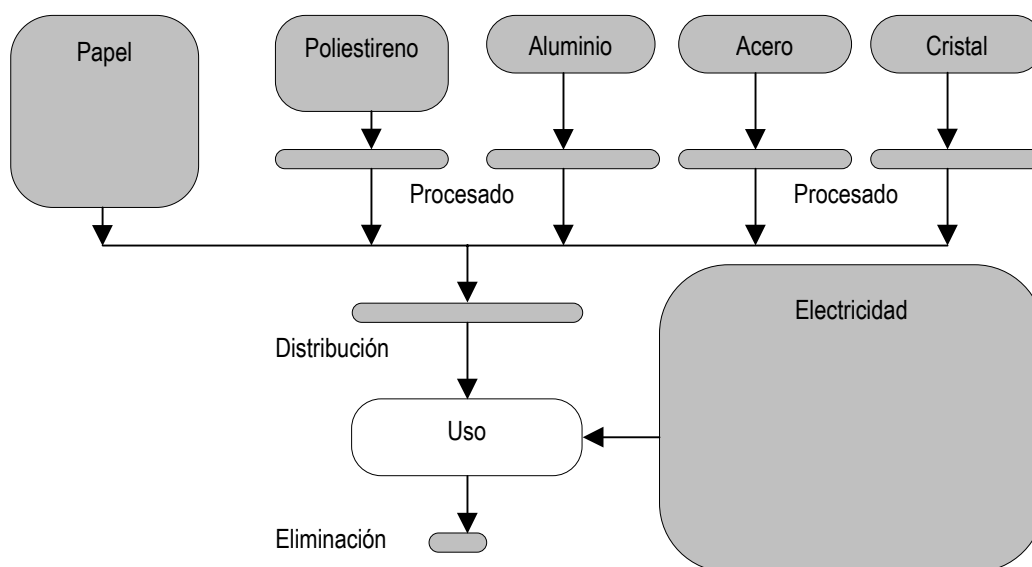 Papel
Poliestireno
Aluminio
Acero
Cristal
Procesado
Procesado
Electricidad
Distribución
Uso
Eliminación